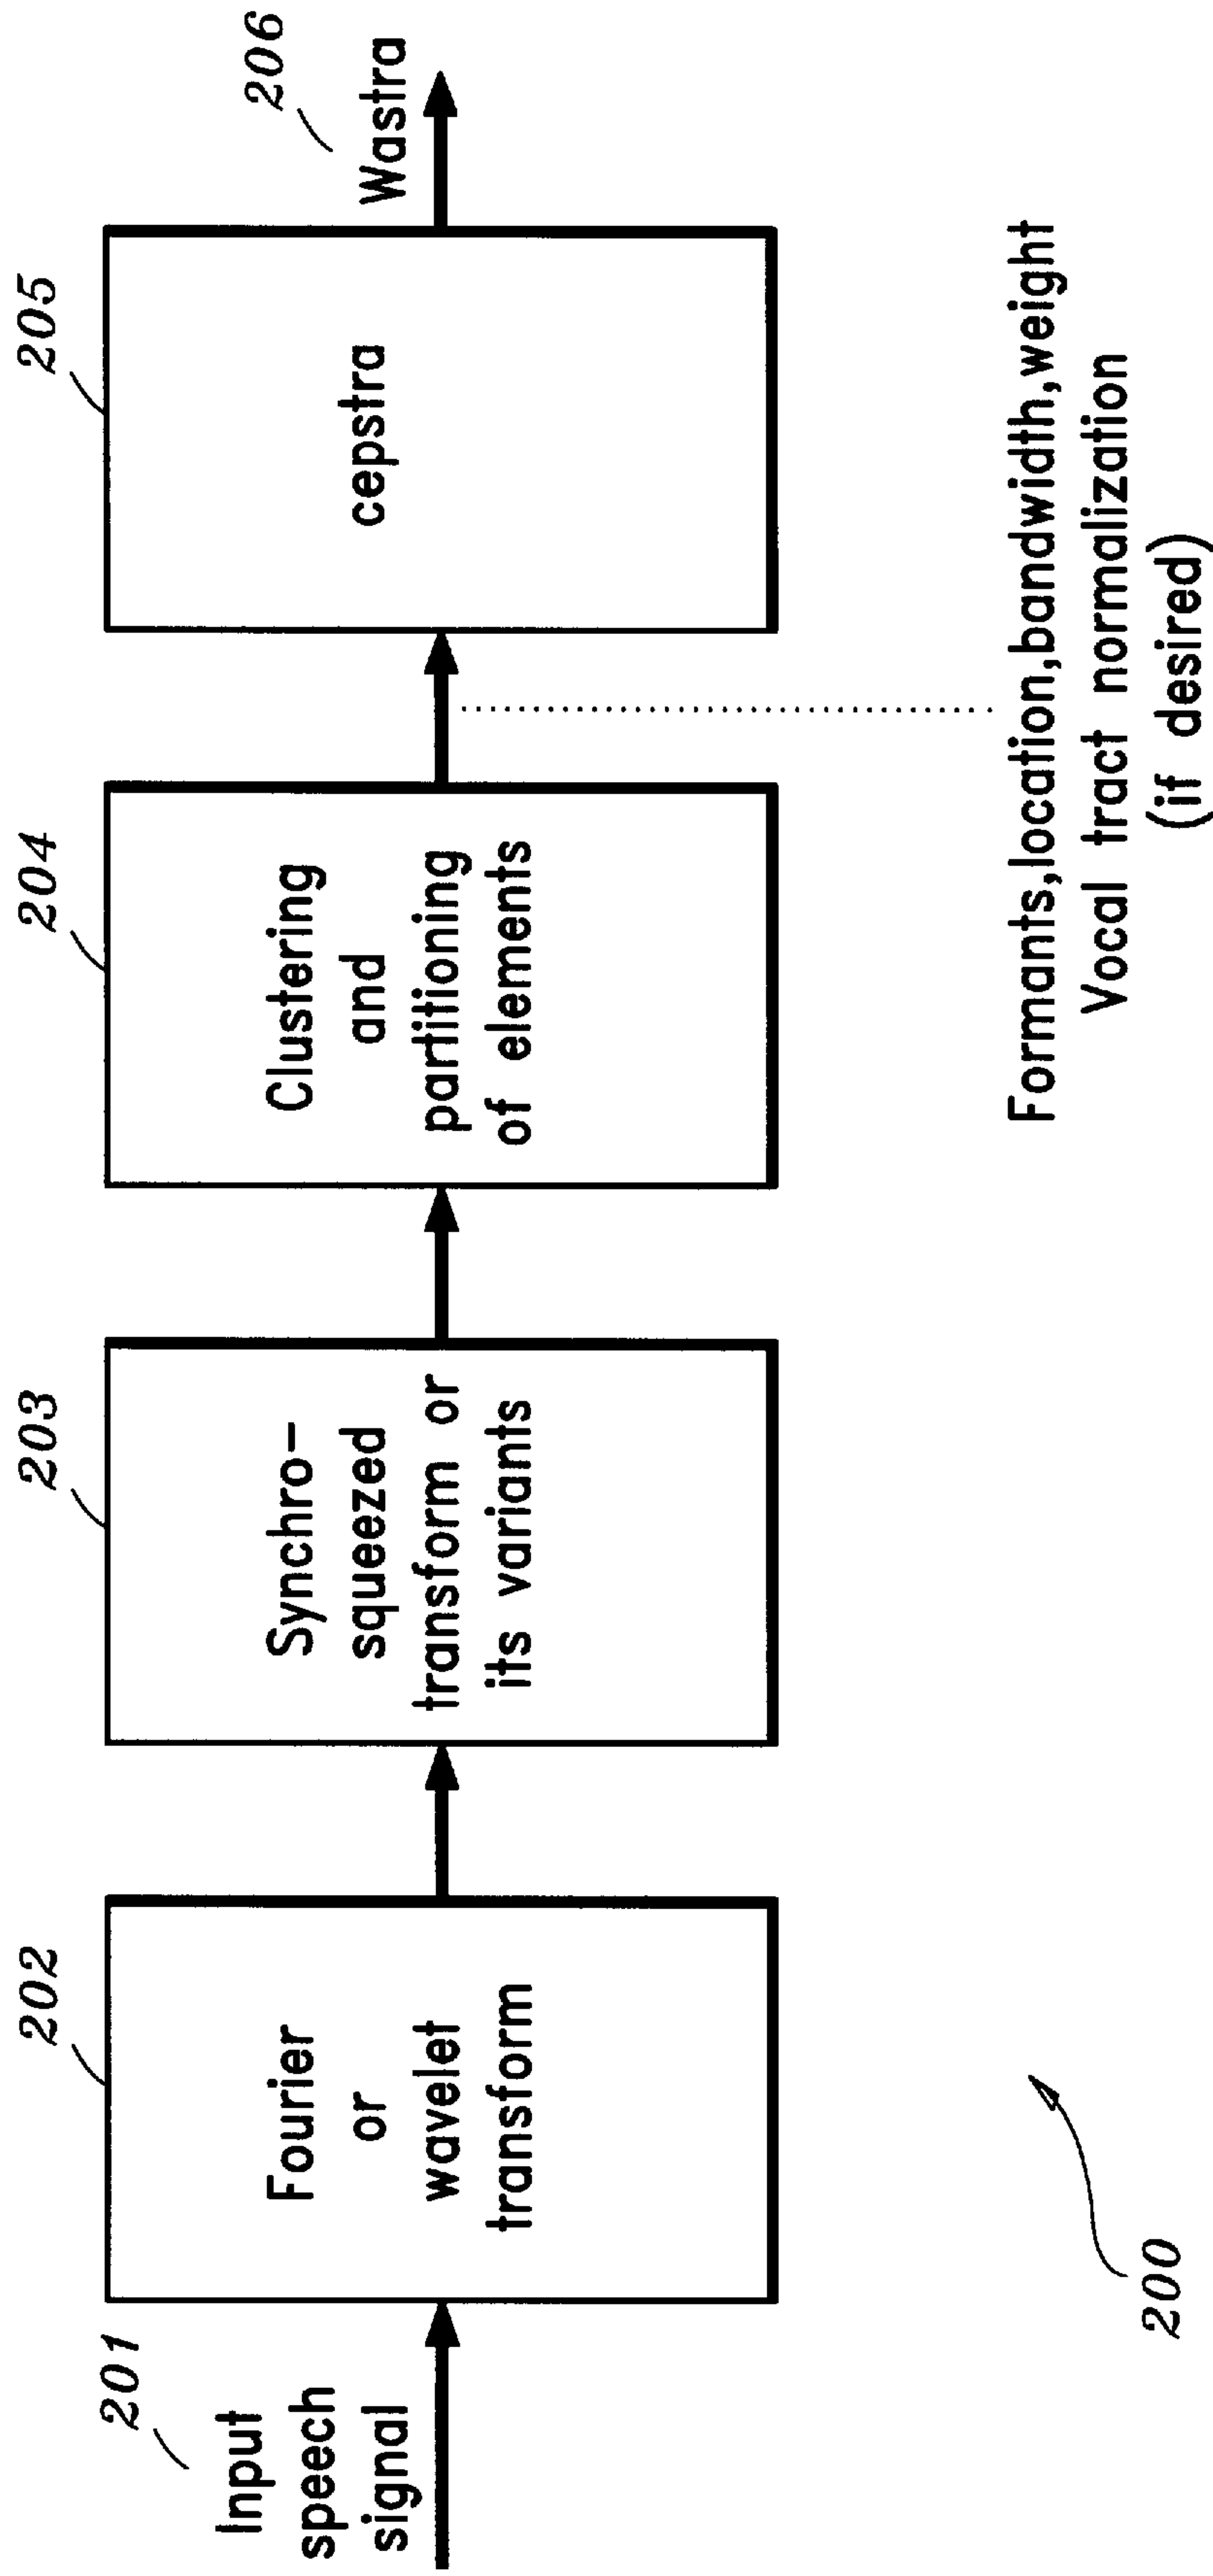 201
Input
speech
signal
202
Fourier
or
wavelet
transform
203
Synchro-
squeezed
transform or
its variants
204
Clustering
and
partitioning
of elements
205
cepstra
206
Wastra
Formants,location,bandwidth,weight
Vocal tract normalization
(if desired)
200